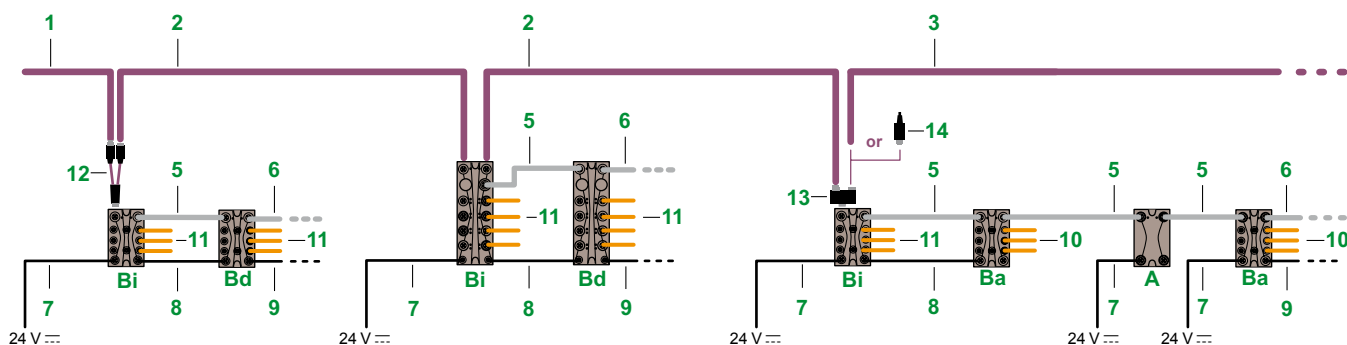 1 2 2 3
5 6 or 14
12 5 6 13 5 5 5 6
11 11 11 11 11 10 10
Bi Bd Bi Bd Bi Ba A Ba
7 8 9 7 8 9 7 8 7 7 9
24 V 24 V 24 V 24 V 24 V